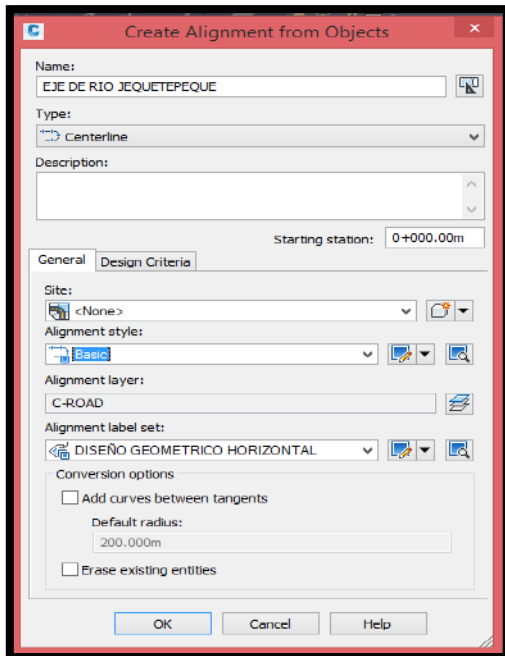 Create Alignment from Objects
Name:
EJE DE RIO JEQUETEPEQUE
Type:
Centerline
Description:
Starting station: 0+000.00m
General Design Criteria
Site:
<None>
Alignment style:
Basic
Alignment layer:
C-ROAD
Alignment label set:
DISEÑO GEOMETRICO HORIZONTAL
Conversion options
Add curves between tangents
Default radius:
200.000m
Erase existing entities
OK Cancel Help